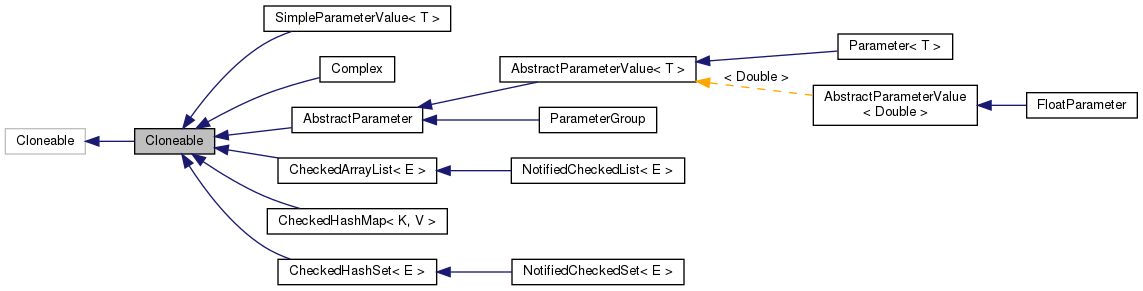 SimpleParameterValue< T >
Parameter< T >
Complex
AbstractParameterValue< T >
< Double >
AbstractParameterValue
< Double >
FloatParameter
AbstractParameter
ParameterGroup
Cloneable
Cloneable
CheckedArrayList< E >
NotifiedCheckedList< E >
CheckedHashMap< K, V >
CheckedHashSet< E >
NotifiedCheckedSet< E >